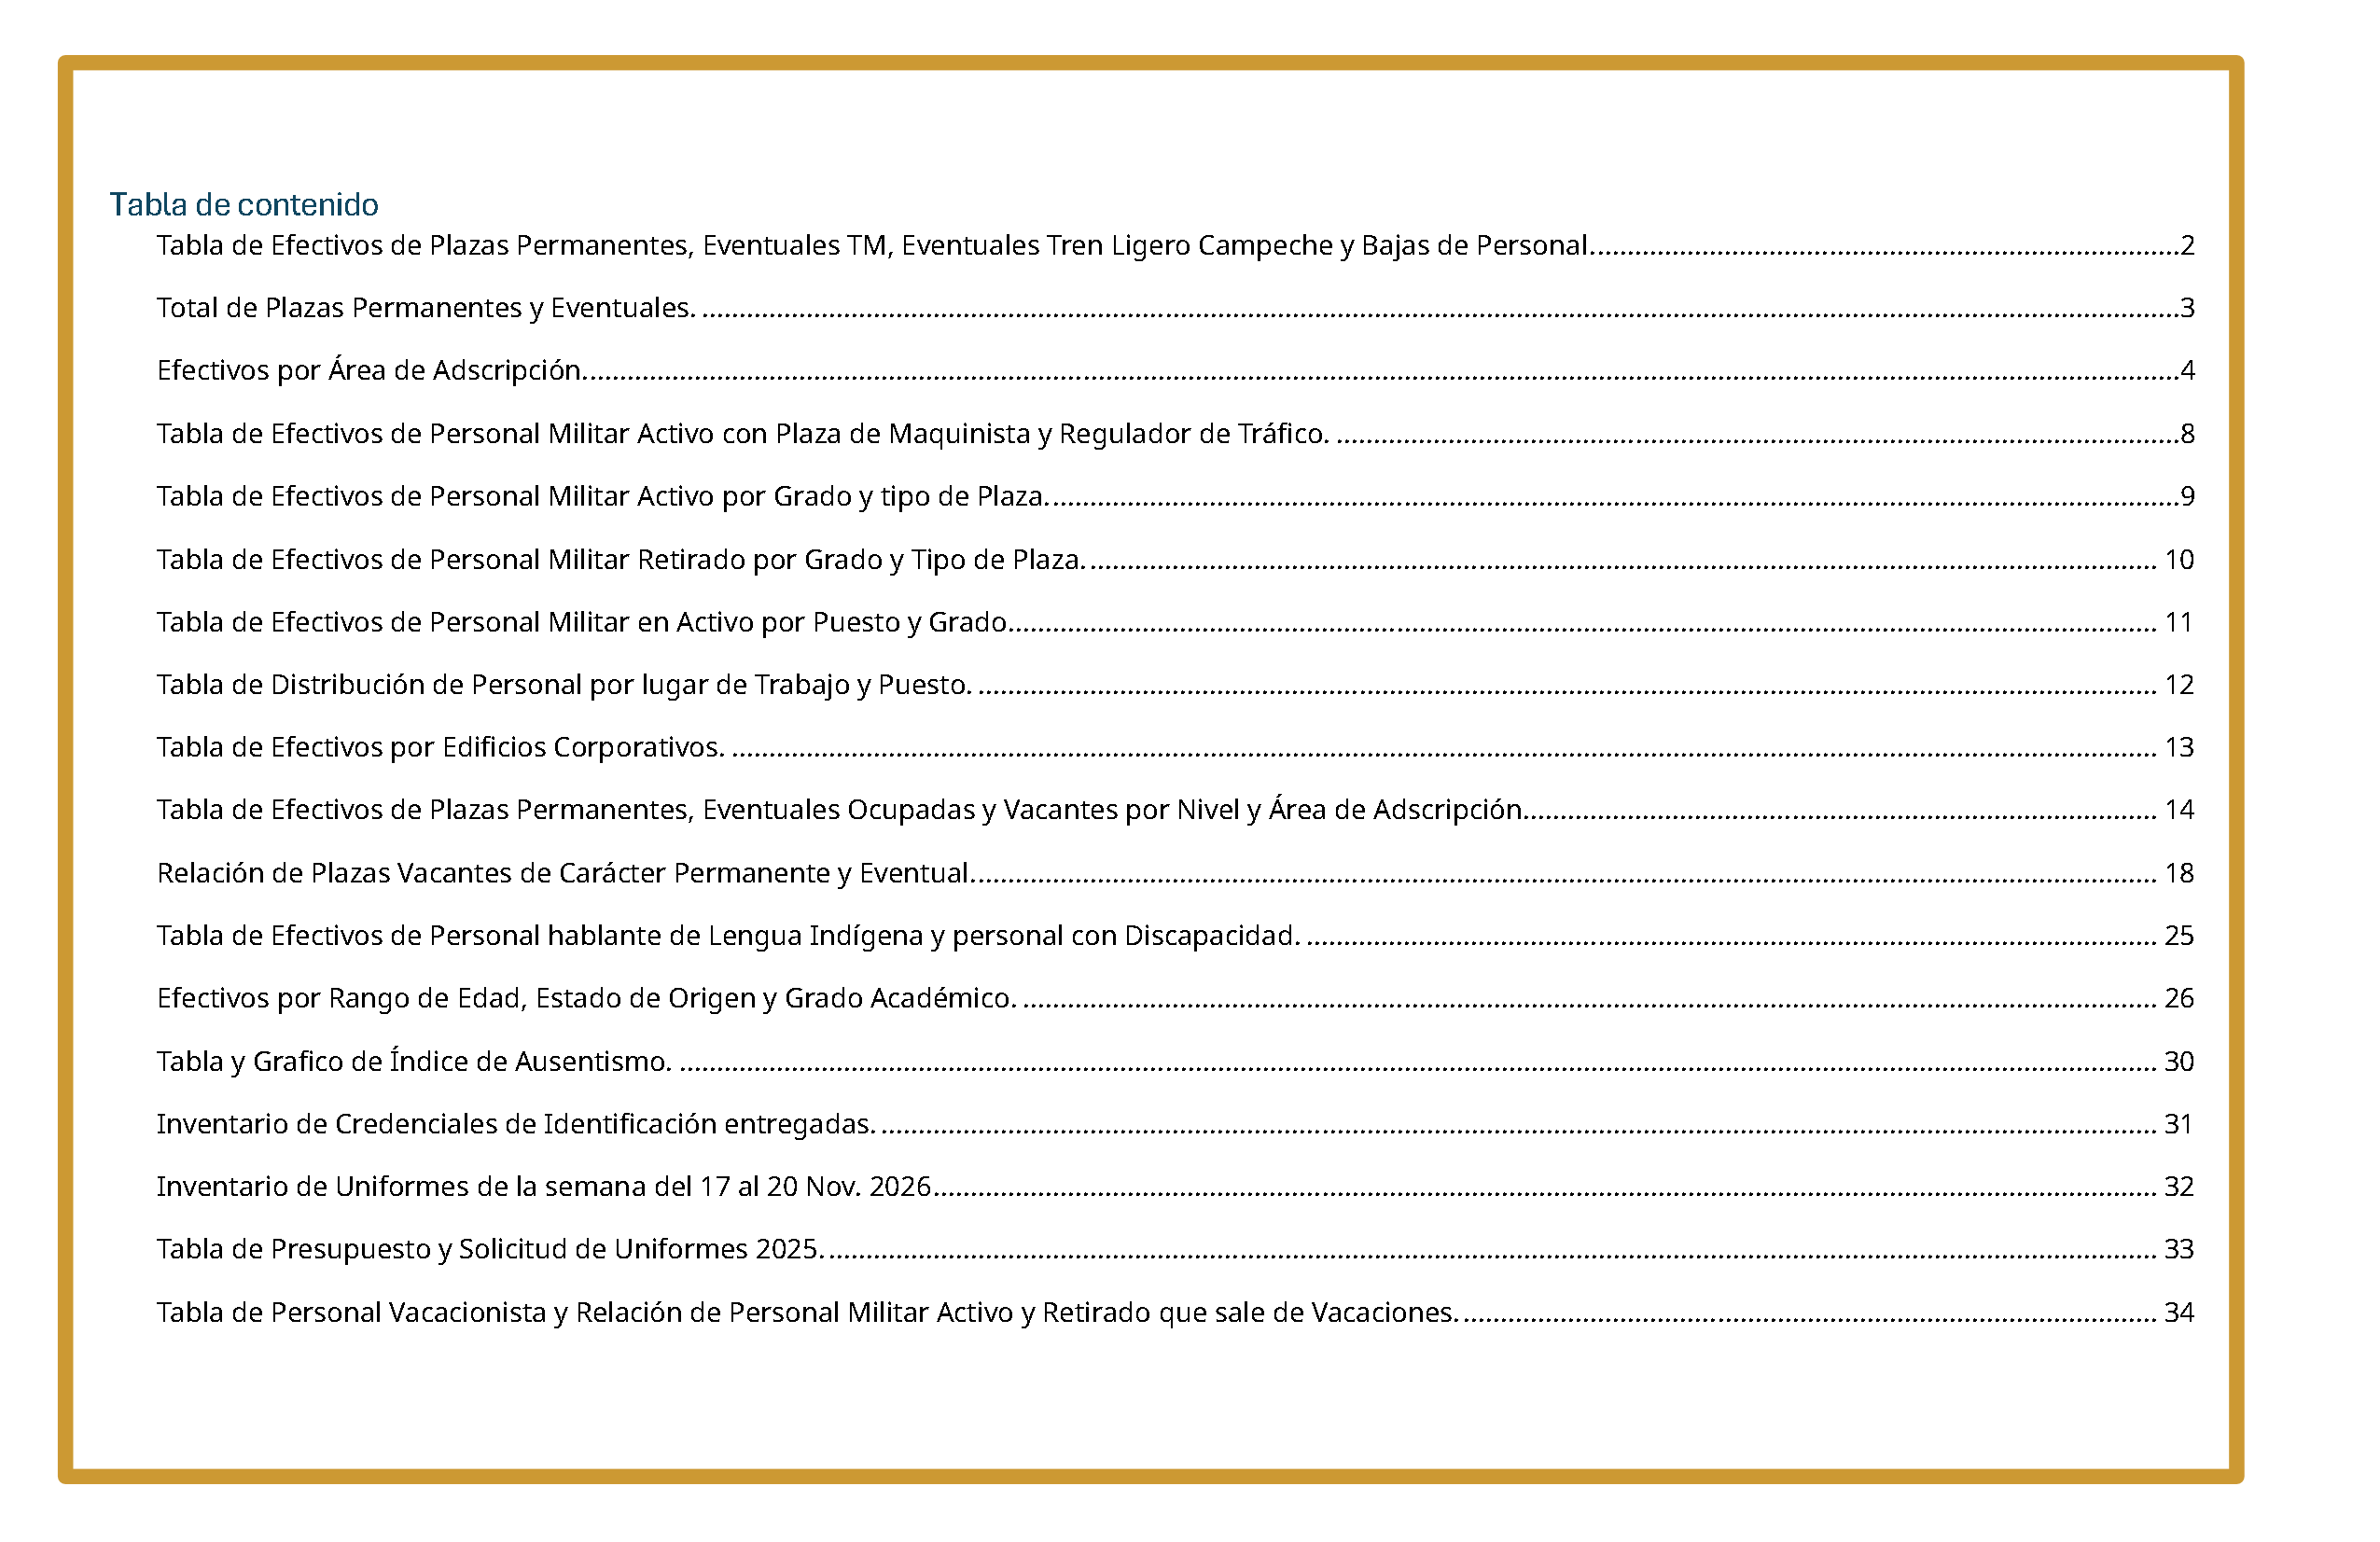 Tabla de contenido
Tabla de Efectivos de Plazas Permanentes, Eventuales TM, Eventuales Tren Ligero Campeche y Bajas de Personal..........2
Total de Plazas Permanentes y Eventuales. ..........3
Efectivos por Área de Adscripción..........4
Tabla de Efectivos de Personal Militar Activo con Plaza de Maquinista y Regulador de Tráfico. ..........8
Tabla de Efectivos de Personal Militar Activo por Grado y tipo de Plaza...........9
Tabla de Efectivos de Personal Militar Retirado por Grado y Tipo de Plaza........... 10
Tabla de Efectivos de Personal Militar en Activo por Puesto y Grado.......... 11
Tabla de Distribución de Personal por lugar de Trabajo y Puesto. .......... 12
Tabla de Efectivos por Edificios Corporativos. .......... 13
Tabla de Efectivos de Plazas Permanentes, Eventuales Ocupadas y Vacantes por Nivel y Área de Adscripción.......... 14
Relación de Plazas Vacantes de Carácter Permanente y Eventual.......... 18
Tabla de Efectivos de Personal hablante de Lengua Indígena y personal con Discapacidad. .......... 25
Efectivos por Rango de Edad, Estado de Origen y Grado Académico. .......... 26
Tabla y Grafico de Índice de Ausentismo. .......... 30
Inventario de Credenciales de Identificación entregadas........... 31
Inventario de Uniformes de la semana del 17 al 20 Nov. 2026.......... 32
Tabla de Presupuesto y Solicitud de Uniformes 2025........... 33
Tabla de Personal Vacacionista y Relación de Personal Militar Activo y Retirado que sale de Vacaciones........... 34